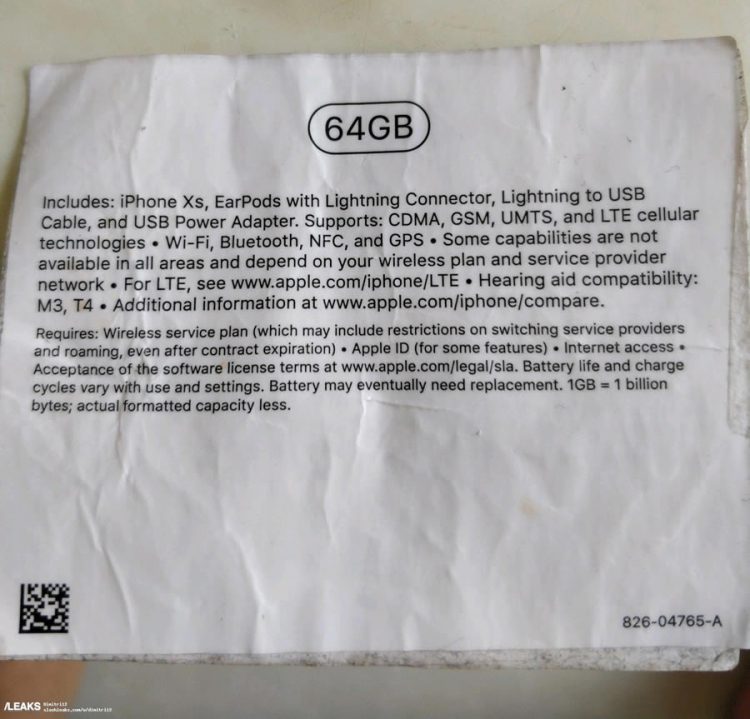 64GB
Includes: iPhone Xs, EarPods with Lightning Connector, Lightning to USB
Cable, and USB Power Adapter. Supports: CDMA, GSM, UMTS, and LTE cellular
technologies • Wi-Fi, Bluetooth, NFC, and GPS • Some capabilities are not
available in all areas and depend on your wireless plan and service provider
network • For LTE, see www.apple.com/iphone/LTE • Hearing aid compatibility:
M3, T4 • Additional information at www.apple.com/iphone/compare.
Requires: Wireless service plan (which may include restrictions on switching service providers
and roaming, even after contract expiration) • Apple ID (for some features) • Internet access •
Acceptance of the software license terms at www.apple.com/legal/sla. Battery life and charge
cycles vary with use and settings. Battery may eventually need replacement. 1GB = 1 billion
bytes; actual formatted capacity less.
826-04765-A
/LEAKS
Dimitri12
slashleaks.com/u/dimitri12